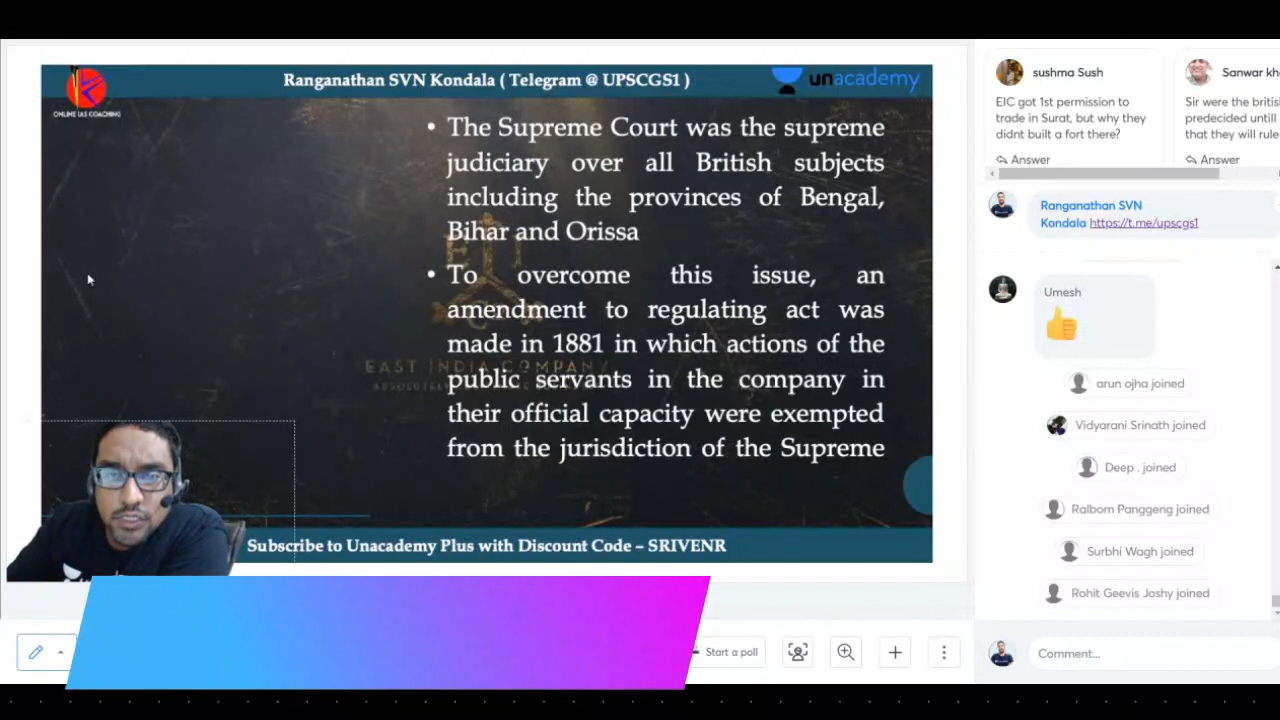 ONLINE IAS COACHING
Ranganathan SVN Kondala ( Telegram @ UPSCGS1 )
unacademy
• The Supreme Court was the supreme
judiciary over all British subjects
including the provinces of Bengal,
Bihar and Orissa
• To overcome this issue, an
amendment to regulating act was
made in 1881 in which actions of the
public servants in the company in
their official capacity were exempted
from the jurisdiction of the Supreme
EAST INDIA COMPANY
Subscribe to Unacademy Plus with Discount Code – SRIVENR
Start a poll
sushma Sush
EIC got 1st permission to
trade in Surat, but why they
didnt built a fort there?
Answer
Sanwar kh
Sir were the british
predecided untill
that they will rule
Answer
Ranganathan SVN
Kondala https://t.me/upscgs1
Umesh
arun ojha joined
Vidyarani Srinath joined
Deep . joined
Ralbom Panggeng joined
Surbhi Wagh joined
Rohit Geevis Joshy joined
Comment...